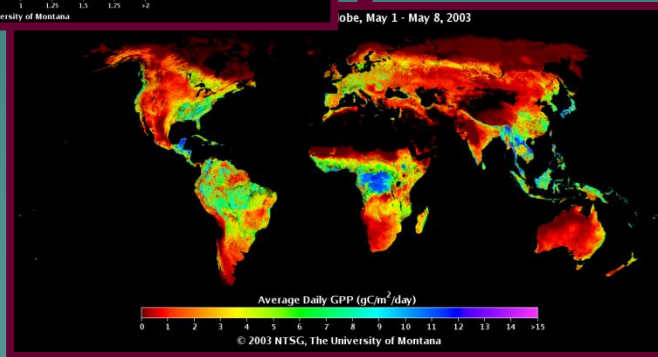 1 1.25 1.5 1.75 >2
ersity of Montana
obe, May 1 - May 8, 2003
Average Daily GPP (gC/m²/day)
0 1 2 3 4 5 6 7 8 9 10 11 12 13 14 >15
© 2003 NTSG, The University of Montana